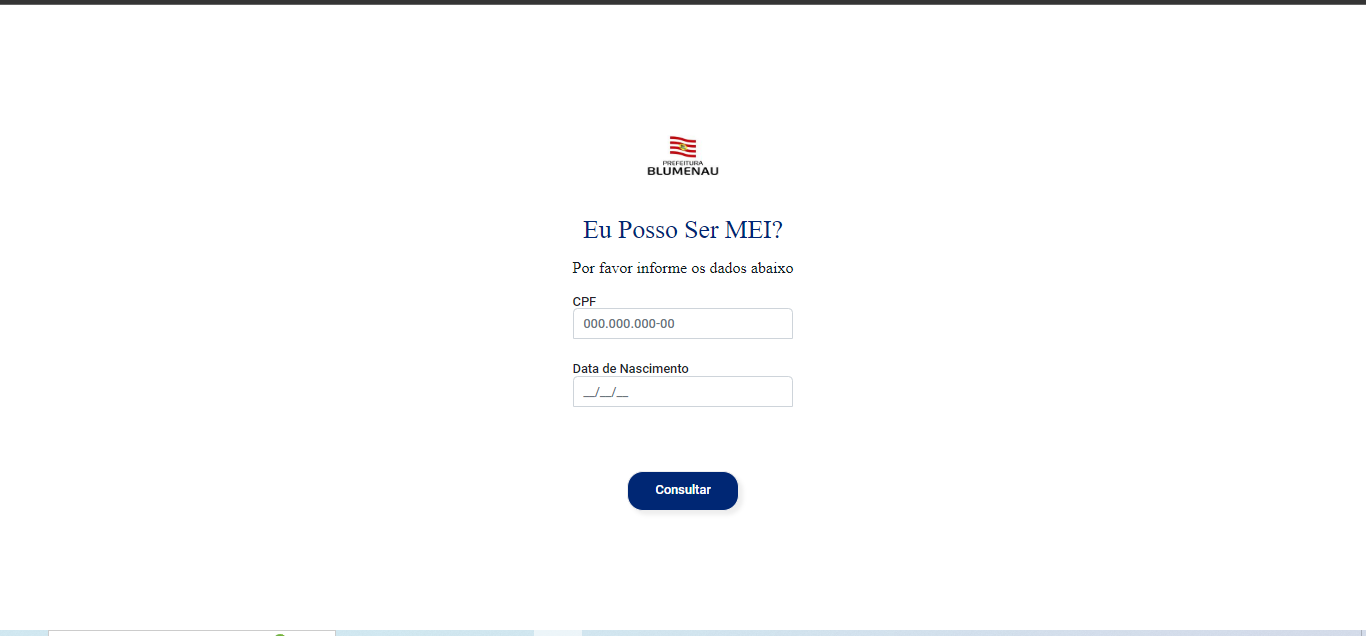 PREFEITURA
BLUMENAU
Eu Posso Ser MEI?
Por favor informe os dados abaixo
CPF
000.000.000-00
Data de Nascimento
__/__/__
Consultar